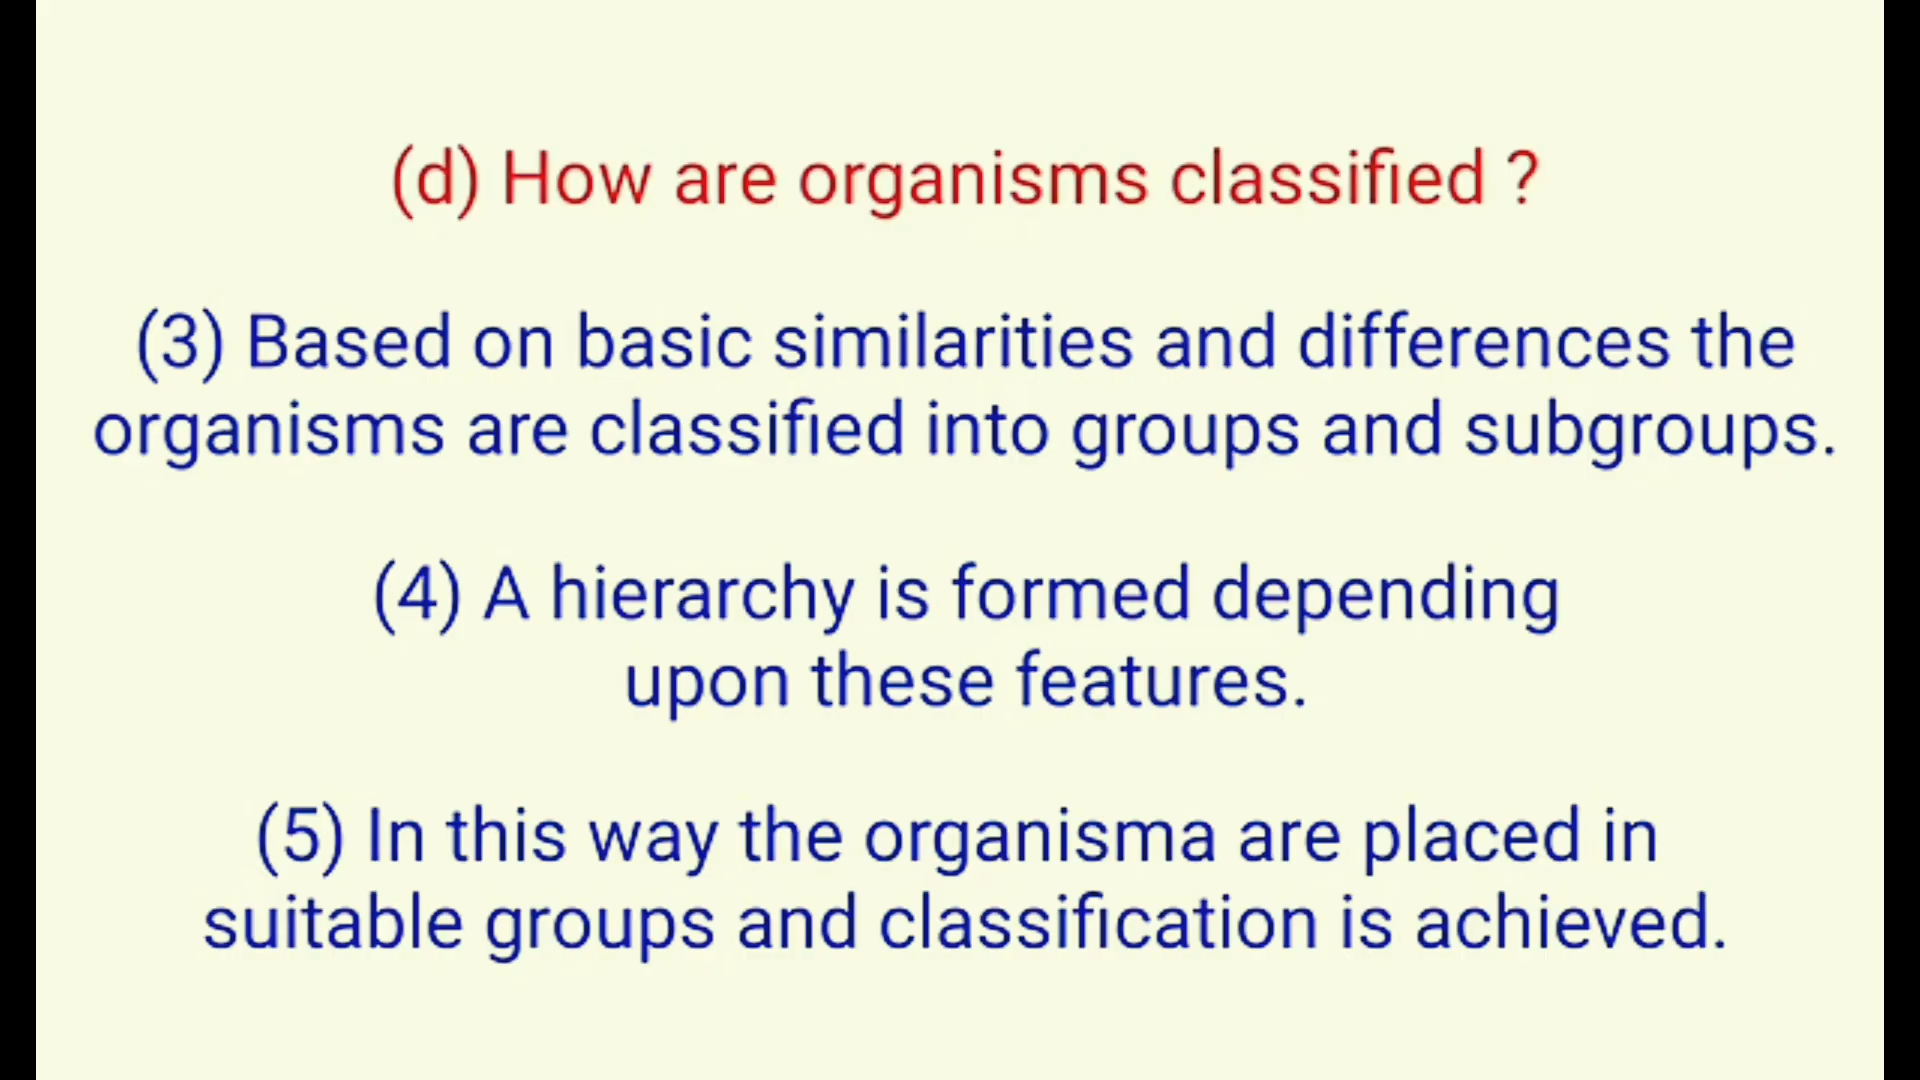 (d) How are organisms classified ?
(3) Based on basic similarities and differences the
organisms are classified into groups and subgroups.
(4) A hierarchy is formed depending
upon these features.
(5) In this way the organisma are placed in
suitable groups and classification is achieved.